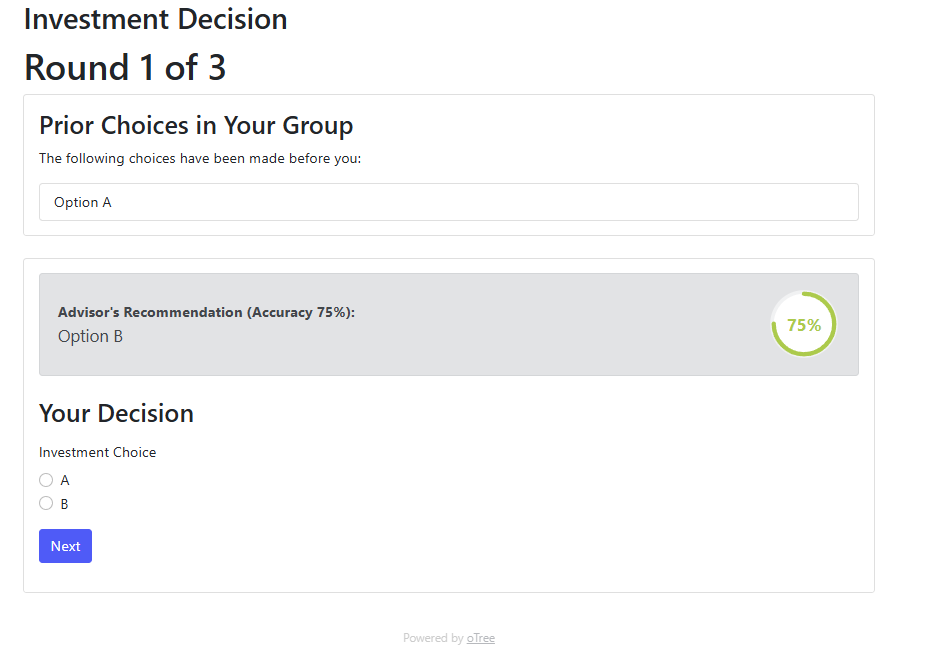 Investment Decision
Round 1 of 3
Prior Choices in Your Group
The following choices have been made before you:
Option A
Advisor's Recommendation (Accuracy 75%):
Option B
75%
Your Decision
Investment Choice
A
B
Next
Powered by oTree